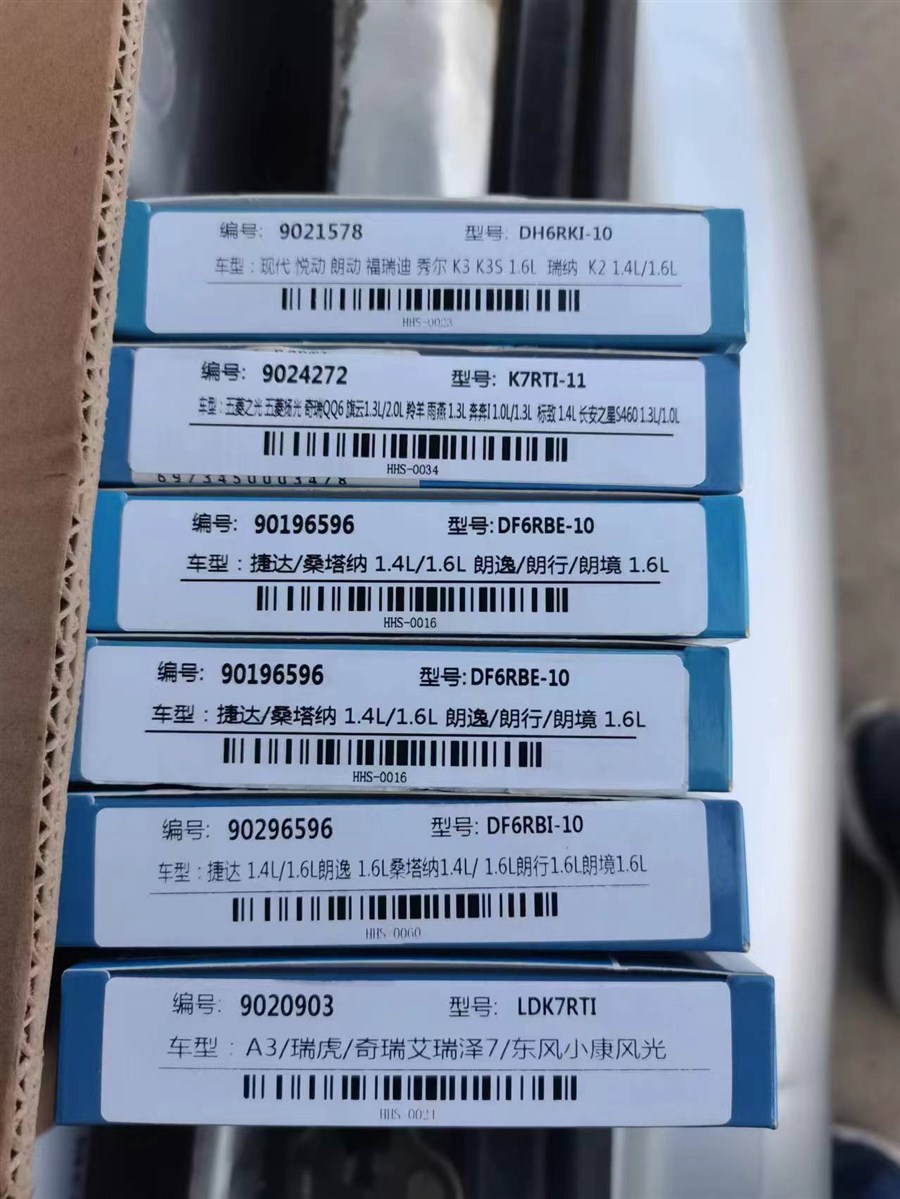 编号: 9021578 型号: DH6RKI-10
车型：现代 悦动 朗动 福瑞迪 秀尔 K3 K3S 1.6L 瑞纳 K2 1.4L/1.6L
HHS-0023
编号: 9024272 型号: K7RTI-11
车型：五菱之光 五菱扬光 奇瑞QQ6 旗云1.3L/2.0L 羚羊 雨燕 1.3L 奔奔I 1.0L/1.3L 标致 1.4L 长安之星S460 1.3L/1.0L
HHS-0034
6973450003478
编号: 90196596 型号: DF6RBE-10
车型：捷达/桑塔纳 1.4L/1.6L 朗逸/朗行/朗境 1.6L
HHS-0016
编号: 90196596 型号: DF6RBE-10
车型：捷达/桑塔纳 1.4L/1.6L 朗逸/朗行/朗境 1.6L
HHS-0016
编号: 90296596 型号: DF6RBI-10
车型：捷达 1.4L/1.6L朗逸 1.6L桑塔纳1.4L/ 1.6L朗行1.6L朗境1.6L
HHS-0060
编号: 9020903 型号: LDK7RTI
车型: A3/瑞虎/奇瑞艾瑞泽7/东风小康风光
HHS-0021